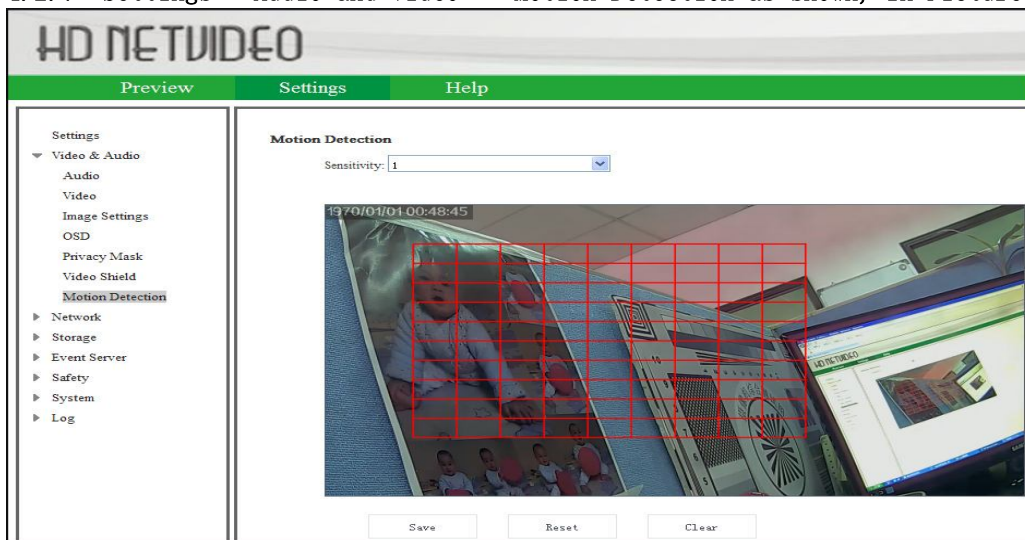 HD NETVIDEO
Preview Settings Help
Settings
Video & Audio
Audio
Video
Image Settings
OSD
Privacy Mask
Video Shield
Motion Detection
Network
Storage
Event Server
Safety
System
Log
Motion Detection
Sensitivity: 1
1970/01/01 00:48:45
HD NETVIDEO
Save Reset Clear